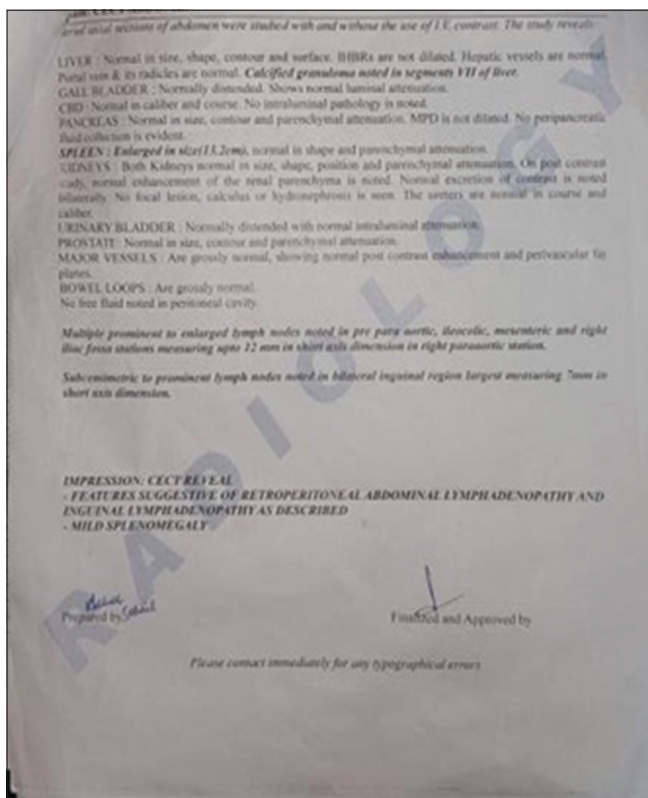 axial sections of abdomen were studied with and without the use of I.V. contrast. The study reveals
LIVER : Normal in size, shape, contour and surface. IHBRs are not dilated. Hepatic vessels are normal.
Portal vein & its radicles are normal. Calcified granuloma noted in segments VII of liver.
GALL BLADDER : Normally distended. Shows normal luminal attenuation.
CBD : Normal in caliber and course. No intraluminal pathology is noted.
PANCREAS : Normal in size, contour and parenchymal attenuation. MPD is not dilated. No peripancreatic
fluid collection is evident.
SPLEEN : Enlarged in size(13.2cm), normal in shape and parenchymal attenuation.
KIDNEYS : Both Kidneys normal in size, shape, position and parenchymal attenuation. On post contrast
study, normal enhancement of the renal parenchyma is noted. Normal excretion of contrast is noted
bilaterally. No focal lesion, calculus or hydronephrosis is seen. The ureters are normal in course and
caliber.
URINARY BLADDER : Normally distended with normal intraluminal attenuation.
PROSTATE : Normal in size, contour and parenchymal attenuation.
MAJOR VESSELS : Are grossly normal, showing normal post contrast enhancement and perivascular fat
planes.
BOWEL LOOPS : Are grossly normal.
No free fluid noted in peritoneal cavity.
Multiple prominent to enlarged lymph nodes noted in pre para aortic, ileocolic, mesenteric and right
iliac fossa stations measuring upto 12 mm in short axis dimension in right paraaortic station.
Subcentimetric to prominent lymph nodes noted in bilateral inguinal region largest measuring 7mm in
short axis dimension.
IMPRESSION: CECT REVEAL
- FEATURES SUGGESTIVE OF RETROPERITONEAL ABDOMINAL LYMPHADENOPATHY AND
INGUINAL LYMPHADENOPATHY AS DESCRIBED
- MILD SPLENOMEGALY
Prepared by
Finalized and Approved by
Please contact immediately for any typographical errors
RADIOLOGY